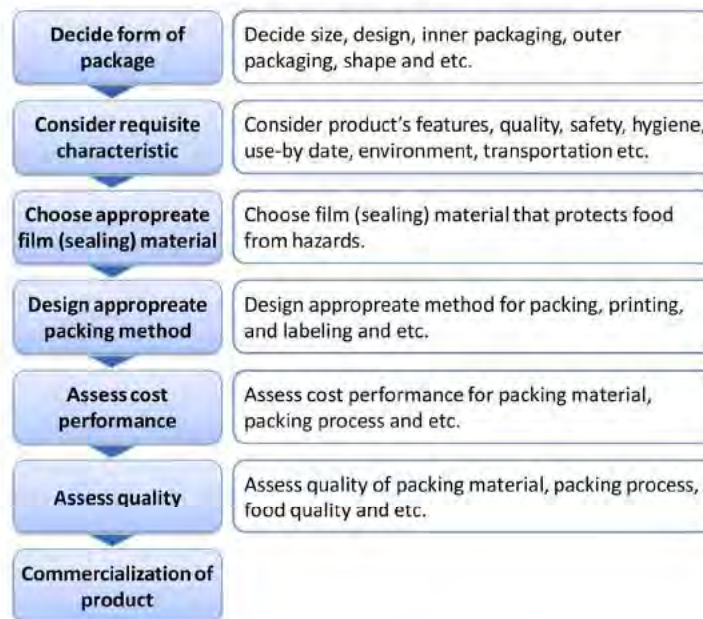 Decide form of
package
Decide size, design, inner packaging, outer
packaging, shape and etc.
Consider requisite
characteristic
Consider product's features, quality, safety, hygiene,
use-by date, environment, transportation etc.
Choose appropreate
film (sealing) material
Choose film (sealing) material that protects food
from hazards.
Design appropreate
packing method
Design appropreate method for packing, printing,
and labeling and etc.
Assess cost
performance
Assess cost performance for packing material,
packing process and etc.
Assess quality
Assess quality of packing material, packing process,
food quality and etc.
Commercialization of
product